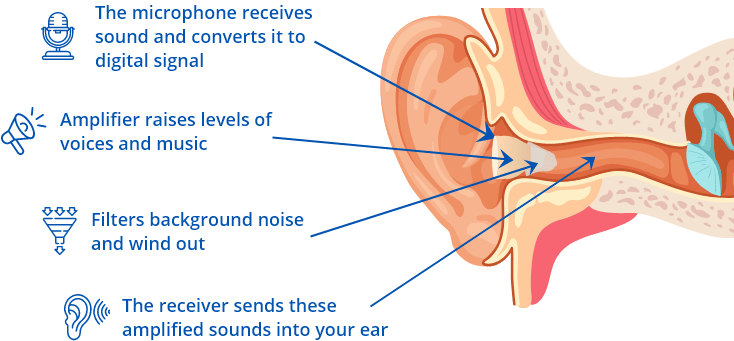 The microphone receives
sound and converts it to
digital signal
Amplifier raises levels of
voices and music
Filters background noise
and wind out
The receiver sends these
amplified sounds into your ear